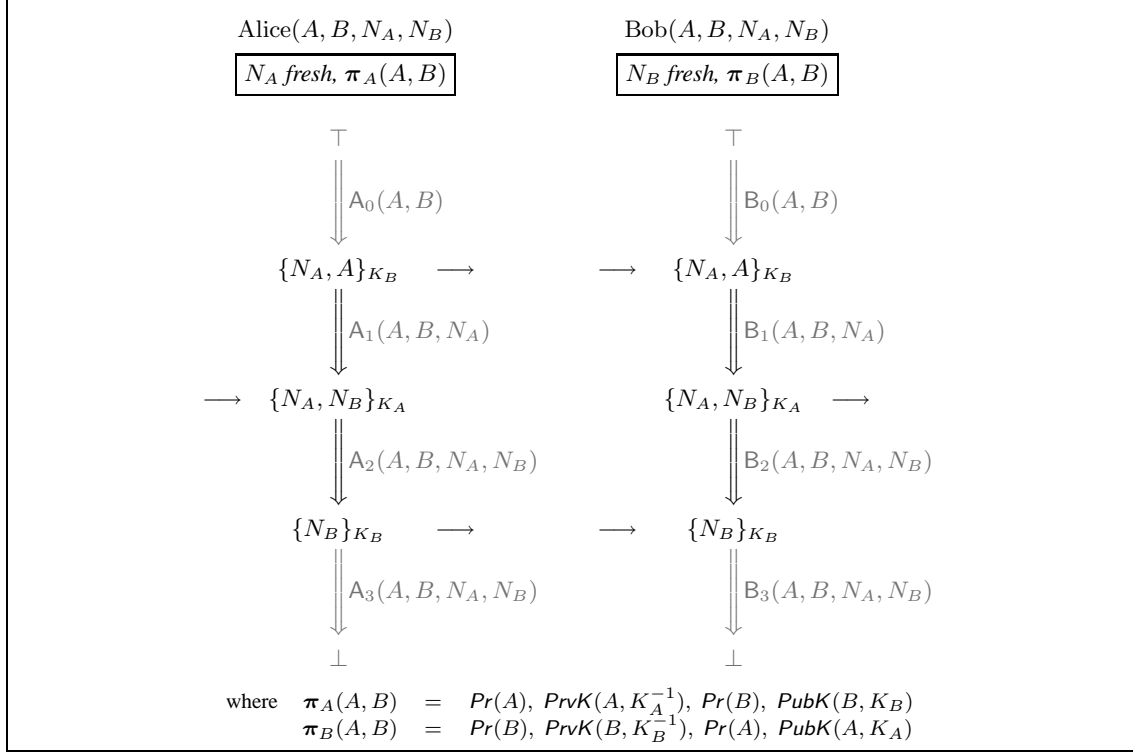 Alice(A, B, N_A, N_B) Bob(A, B, N_A, N_B)
N_A fresh, π_A(A, B) N_B fresh, π_B(A, B)
⊤ ⊤
A_0(A, B) B_0(A, B)
{N_A, A}_{K_B} ⟶ ⟶ {N_A, A}_{K_B}
A_1(A, B, N_A) B_1(A, B, N_A)
⟶ {N_A, N_B}_{K_A} {N_A, N_B}_{K_A} ⟶
A_2(A, B, N_A, N_B) B_2(A, B, N_A, N_B)
{N_B}_{K_B} ⟶ ⟶ {N_B}_{K_B}
A_3(A, B, N_A, N_B) B_3(A, B, N_A, N_B)
⊥ ⊥
where π_A(A, B) = Pr(A), PrvK(A, K_A^{-1}), Pr(B), PubK(B, K_B)
π_B(A, B) = Pr(B), PrvK(B, K_B^{-1}), Pr(A), PubK(A, K_A)